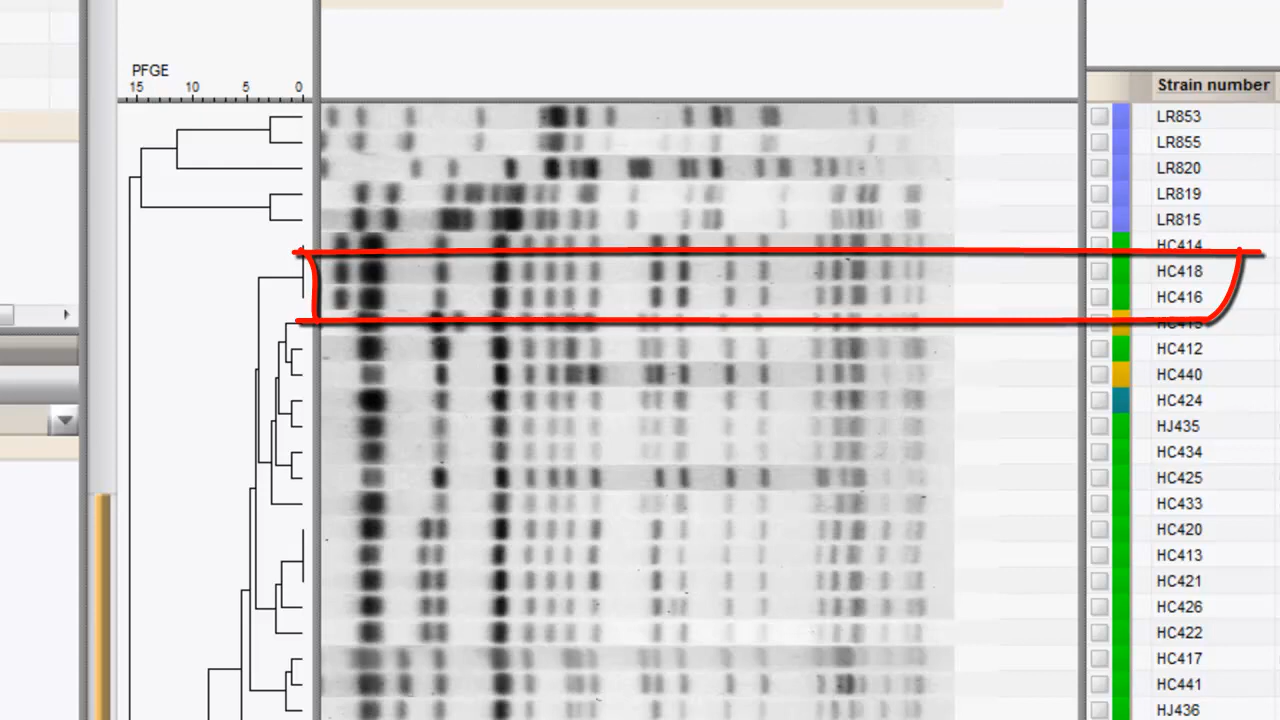 PFGE
15 10 5 0
Strain number
LR853
LR855
LR820
LR819
LR815
HC414
HC418
HC416
HC415
HC412
HC440
HC424
HJ435
HC434
HC425
HC433
HC420
HC413
HC421
HC426
HC422
HC417
HC441
HJ436